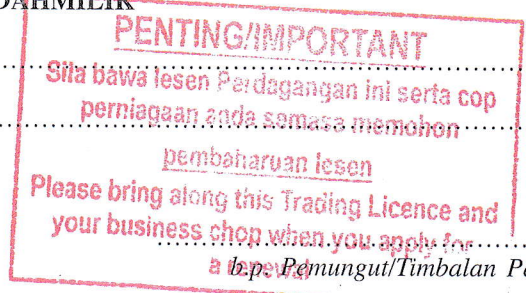 PENTING/IMPORTANT
Sila bawa lesen Perdagangan ini serta cop
perniagaan anda semasa memohon
pembaharuan lesen
Please bring along this Trading Licence and
your business chop when you apply for
a renewal
b.p. Pemungut/Timbalan